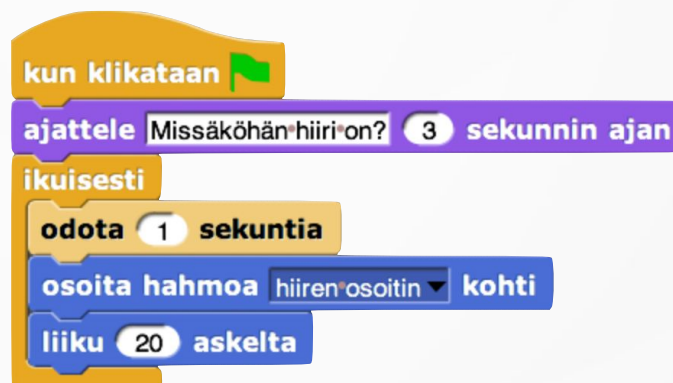 kun klikataan
ajattele Missäköhän hiiri on? 3 sekunnin ajan
ikuisesti
odota 1 sekuntia
osoita hahmoa hiiren osoitin kohti
liiku 20 askelta